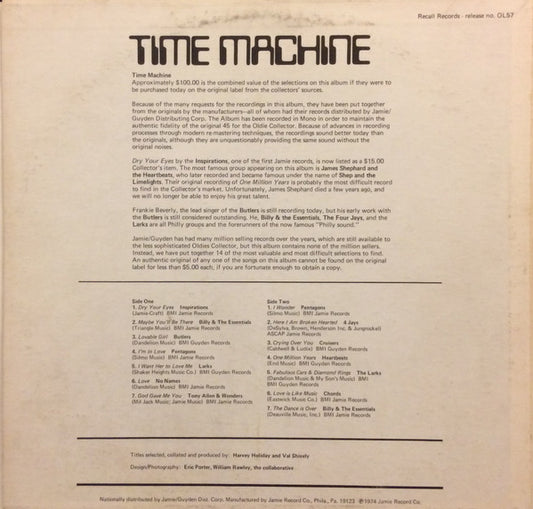 Recall Records - release no. OL57
TIME MACHINE
Time Machine
Approximately $100.00 is the combined value of the selections on this album if they were to
be purchased today on the original label from the collectors' sources.
Because of the many requests for the recordings in this album, they have been put together
from the originals by the manufacturers—all of whom had their records distributed by Jamie/
Guyden Distributing Corp. The Album has been recorded in Mono in order to maintain the
authentic fidelity of the original 45 for the Oldie Collector. Because of advances in recording
processes through modern re-mastering techniques, the recordings sound better today than
the originals, although they are unquestionably providing the same sound without the
original noises.
Dry Your Eyes by the Inspirations, one of the first Jamie records, is now listed as a $15.00
Collector's item. The most famous group appearing on this album is James Shephard and
the Heartbeats, who later recorded and became famous under the name of Shep and the
Limelights. Their original recording of One Million Years is probably the most difficult record
to find in the Collector's market. Unfortunately, James Shephard died a few years ago, and
we will no longer be able to enjoy his great talent.
Frankie Beverly, the lead singer of the Butlers is still recording today, but his early work with
the Butlers is still considered outstanding. He, Billy & the Essentials, The Four Jays, and the
Larks are all Philly groups and the forerunners of the now famous "Philly sound."
Jamie/Guyden has had many million selling records over the years, which are still available to
the less sophisticated Oldies Collector, but this album contains none of the million sellers.
Instead, we have put together 14 of the most valuable and most difficult selections to find.
An authentic original of any one of the songs on this album cannot be found on the original
label for less than $5.00 each; if you are fortunate enough to obtain a copy.
Side One
1. Dry Your Eyes Inspirations
(Jamie-Craft) BMI Jamie Records
2. Maybe You'll Be There Billy & The Essentials
(Triangle Music) BMI Jamie Records
3. Lovable Girl Butlers
(Dandelion Music) BMI Guyden Records
4. I'm In Love Pentagons
(Silmo Music) BMI Jamie Records
5. I Want Her to Love Me Larks
(Shaker Heights Music Co.) BMI Guyden Records
6. Love No Names
(Dandelion Music) BMI Jamie Records
7. God Gave Me You Tony Allen & Wonders
(Mil Jack Music/Jamie Music) BMI Jamie Records
Side Two
1. I Wonder Pentagons
(Silmo Music) BMI Jamie Records
2. Here I Am Broken Hearted 4 Jays
(DeSylva, Brown, Henderson Inc. & Jungnickel)
ASCAP Jamie Records
3. Crying Over You Cruisers
(Caldwell & Ludix) BMI Guyden Records
4. One Million Years Heartbeats
(End Music) BMI Guyden Records
5. Fabulous Cars & Diamond Rings The Larks
(Dandelion Music & My Son's Music) BMI
BMI Guyden Records
6. Love is Like Music Chords
(Eastwick Music Co.) BMI Jamie Records
7. The Dance is Over Billy & The Essentials
(Deauville Music, Inc.) BMI Jamie Records
Titles selected, collated and produced by: Harvey Holiday and Val Shively
Design/Photography: Eric Porter, William Rawley, the collaborative
Nationally distributed by Jamie/Guyden Dist. Corp. Manufactured by Jamie Record Co., Phila., Pa. 19123 ℗1974 Jamie Record Co.